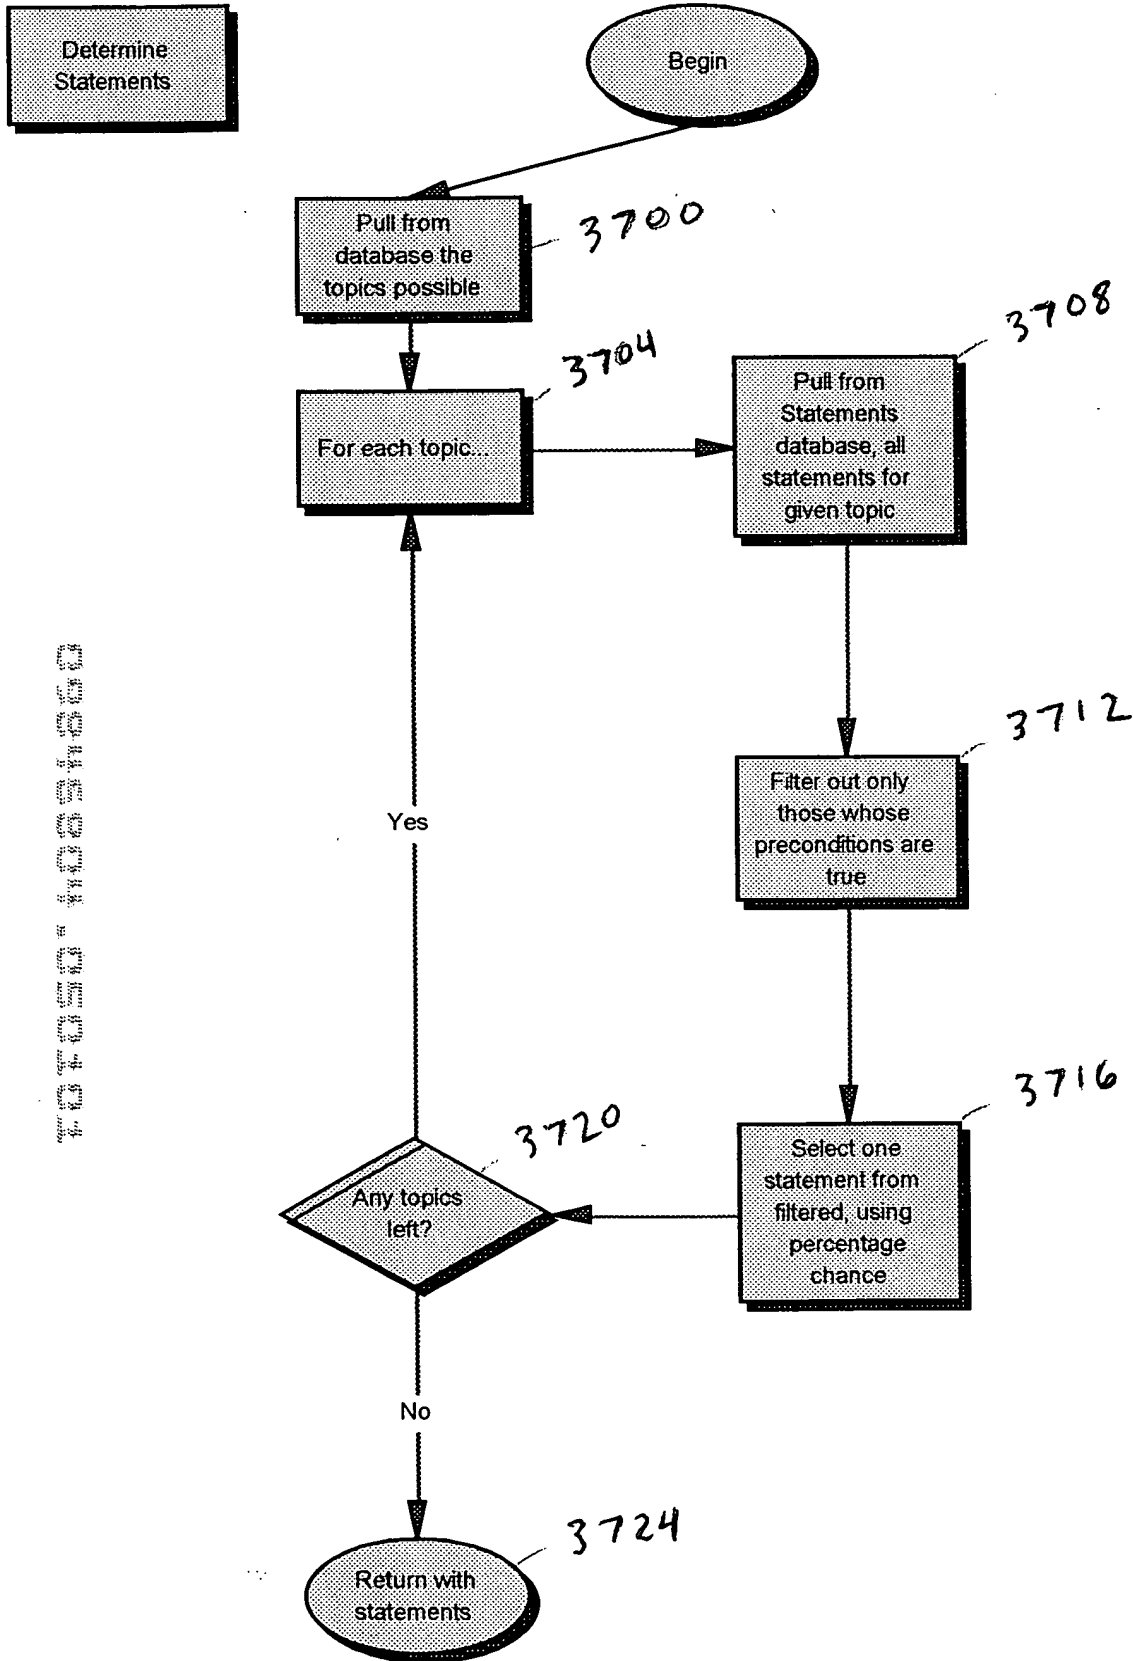 Determine
Statements
Begin
Pull from
database the
topics possible
3700
For each topic...
3704
Pull from
Statements
database, all
statements for
given topic
3708
Filter out only
those whose
preconditions are
true
3712
Select one
statement from
filtered, using
percentage
chance
3716
Any topics
left?
3720
Yes
No
Return with
statements
3724